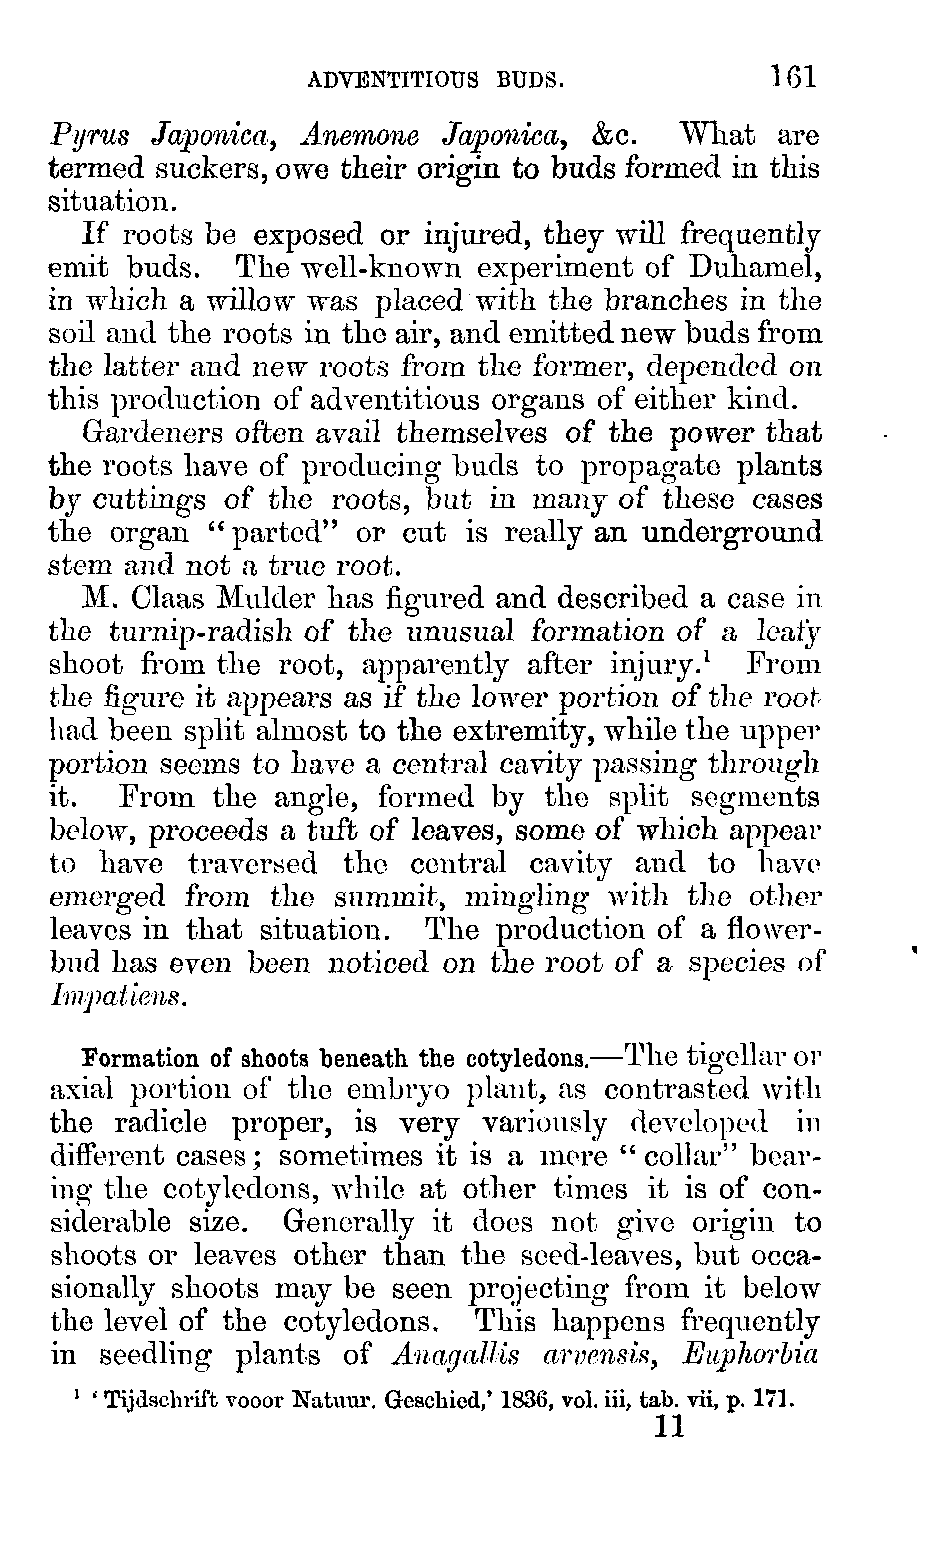 ADVENTITIOUS BUDS. 161
Pyrus Japonica, Anemone Japonica, &c. What are
termed suckers, owe their origin to buds formed in this
situation.
If roots be exposed or injured, they will frequently
emit buds. The well-known experiment of Duhamel,
in which a willow was placed with the branches in the
soil and the roots in the air, and emitted new buds from
the latter and new roots from the former, depended on
this production of adventitious organs of either kind.
Gardeners often avail themselves of the power that
the roots have of producing buds to propagate plants
by cuttings of the roots, but in many of these cases
the organ “parted” or cut is really an underground
stem and not a true root.
M. Claas Mulder has figured and described a case in
the turnip-radish of the unusual formation of a leafy
shoot from the root, apparently after injury.¹ From
the figure it appears as if the lower portion of the root
had been split almost to the extremity, while the upper
portion seems to have a central cavity passing through
it. From the angle, formed by the split segments
below, proceeds a tuft of leaves, some of which appear
to have traversed the central cavity and to have
emerged from the summit, mingling with the other
leaves in that situation. The production of a flower-
bud has even been noticed on the root of a species of
Impatiens.
Formation of shoots beneath the cotyledons.—The tigellar or
axial portion of the embryo plant, as contrasted with
the radicle proper, is very variously developed in
different cases; sometimes it is a mere “collar” bear-
ing the cotyledons, while at other times it is of con-
siderable size. Generally it does not give origin to
shoots or leaves other than the seed-leaves, but occa-
sionally shoots may be seen projecting from it below
the level of the cotyledons. This happens frequently
in seedling plants of Anagallis arvensis, Euphorbia
¹ ‘Tijdschrift vooor Natuur. Geschied,’ 1836, vol. iii, tab. vii, p. 171.
11